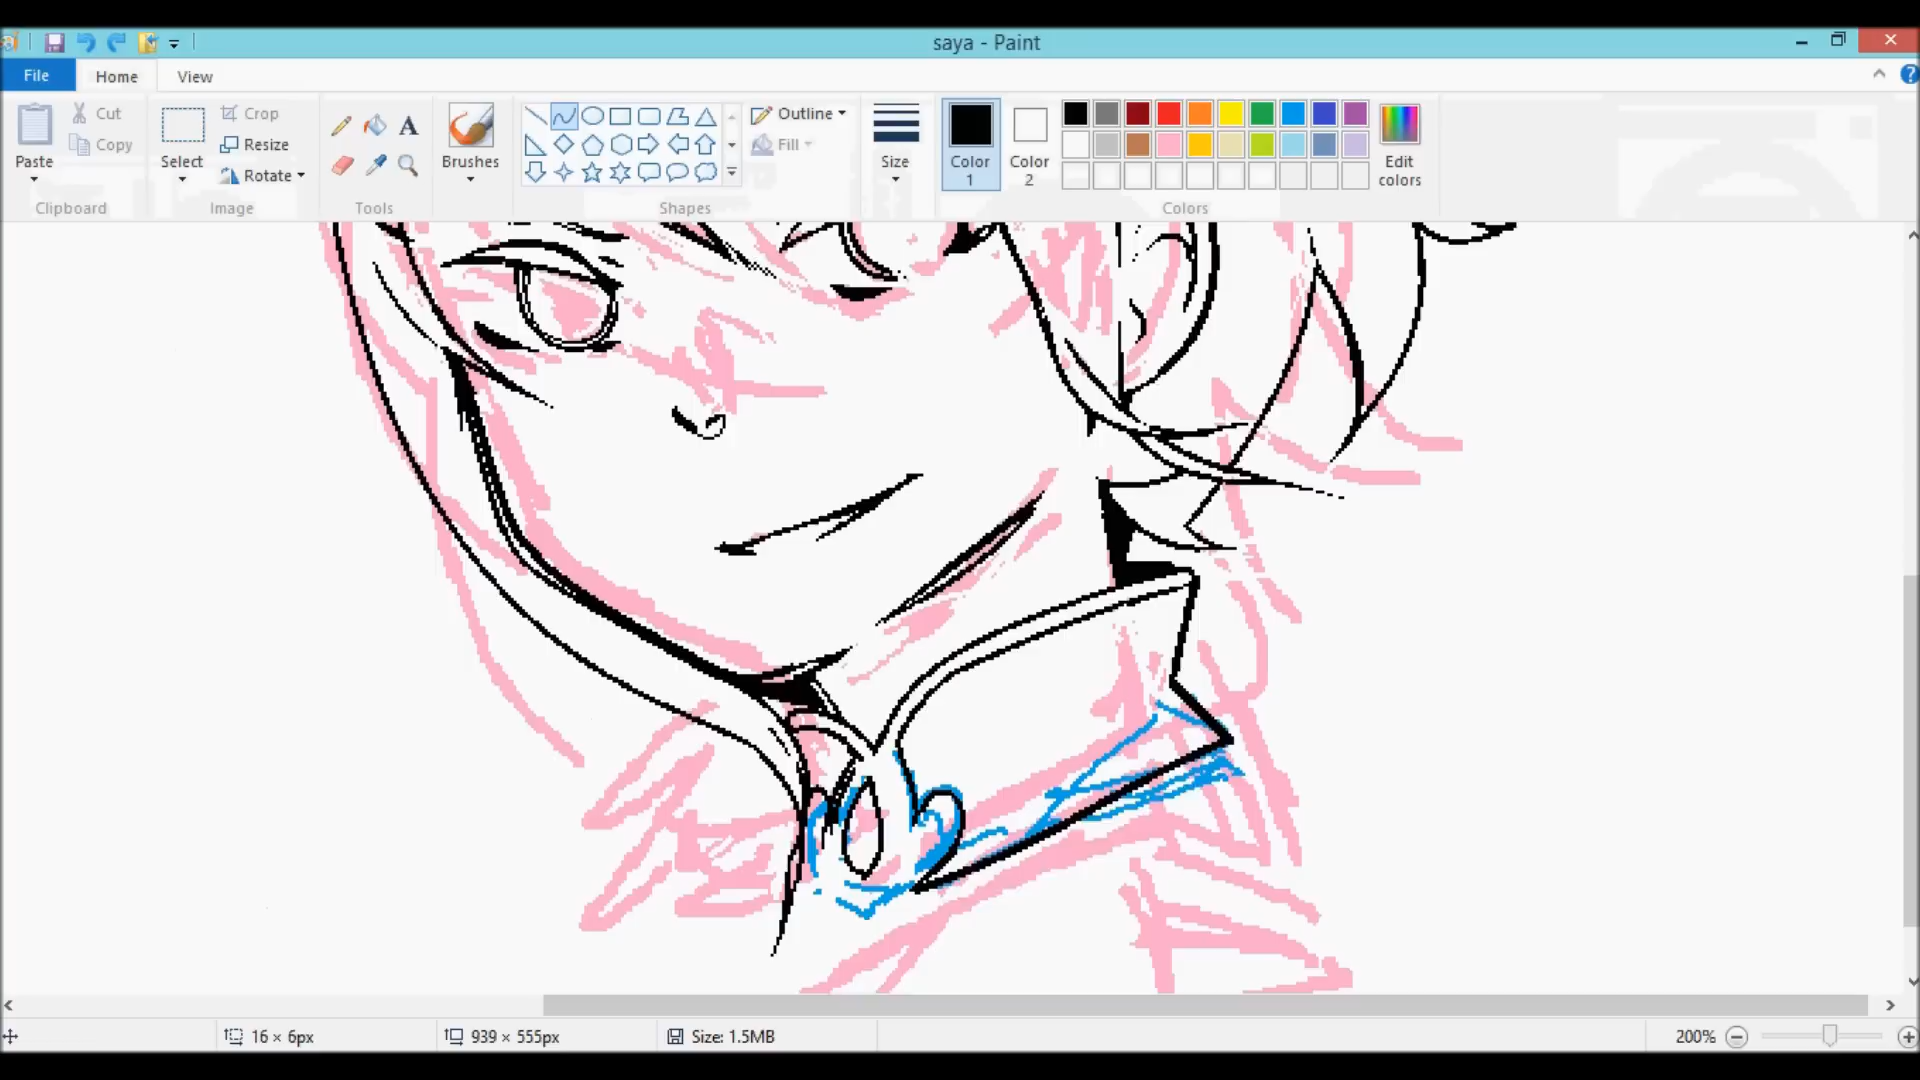 saya - Paint
File
Home
View
?
Paste
Cut
Copy
Clipboard
Select
Crop
Resize
Rotate
Image
A
Tools
Brushes
Outline
Fill
Shapes
Size
Color
1
Color
2
Edit
colors
Colors
16 × 6px
939 × 555px
Size: 1.5MB
200%